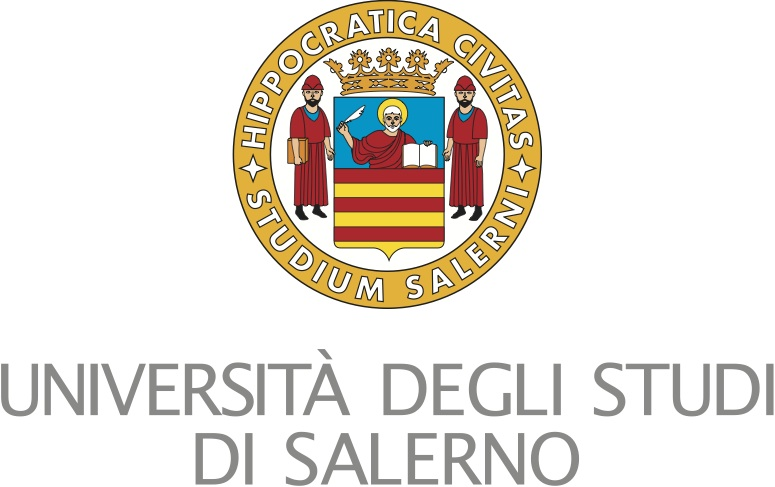 HIPPOCRATICA CIVITAS
STUDIUM SALERNI
UNIVERSITÀ DEGLI STUDI
DI SALERNO